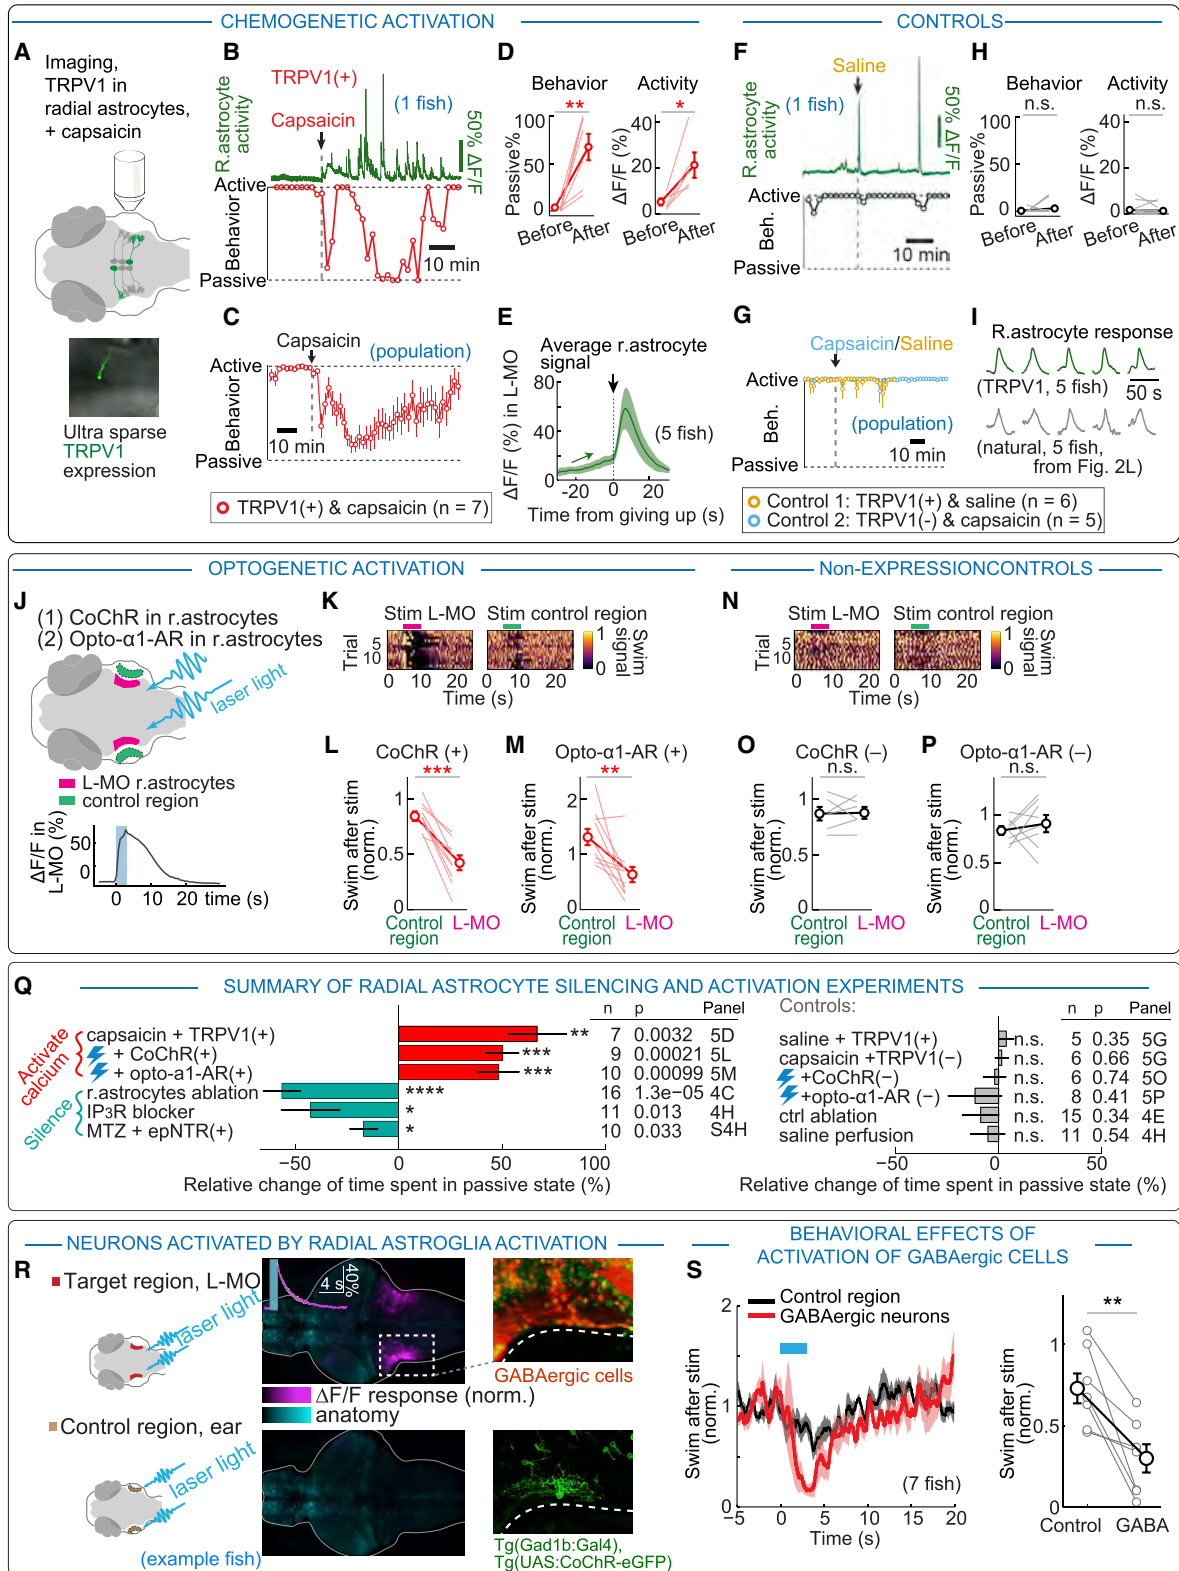 CHEMOGENETIC ACTIVATION
CONTROLS
A
Imaging,
TRPV1 in
radial astrocytes,
+ capsaicin
Ultra sparse
TRPV1
expression
B
R.astrocyte
activity
TRPV1(+)
(1 fish)
Capsaicin
50% ΔF/F
Active
Behavior
Passive
10 min
C
Capsaicin
(population)
Active
Behavior
Passive
10 min
TRPV1(+) & capsaicin (n = 7)
D
Behavior
**
Passive%
100
50
0
Before
After
Activity
*
ΔF/F (%)
40
20
0
Before
After
E
Average r.astrocyte
signal
ΔF/F (%) in L-MO
80
40
0
(5 fish)
-20
0
20
Time from giving up (s)
F
Saline
(1 fish)
R.astrocyte
activity
50% ΔF/F
Active
Beh.
Passive
10 min
G
Capsaicin/Saline
Active
Beh.
Passive
(population)
10 min
Control 1: TRPV1(+) & saline (n = 6)
Control 2: TRPV1(-) & capsaicin (n = 5)
H
Behavior
n.s.
Passive%
100
50
0
Before
After
Activity
n.s.
ΔF/F (%)
40
20
0
Before
After
I
R.astrocyte response
(TRPV1, 5 fish)
50 s
(natural, 5 fish,
from Fig. 2L)
OPTOGENETIC ACTIVATION
Non-EXPRESSIONCONTROLS
J
(1) CoChR in r.astrocytes
(2) Opto-α1-AR in r.astrocytes
laser light
L-MO r.astrocytes
control region
ΔF/F in
L-MO (%)
50
0
0 10 20 time (s)
K
Stim L-MO
Stim control region
Trial
5
10
0 10 20
0 10 20
Time (s)
1
0
Swim
signal
L
CoChR (+)
***
Swim after stim
(norm.)
1
0.5
0
Control
region
L-MO
M
Opto-α1-AR (+)
**
Swim after stim
(norm.)
2
1
0
Control
region
L-MO
N
Stim L-MO
Stim control region
Trial
5
10
0 10 20
0 10 20
Time (s)
1
0
Swim
signal
O
CoChR (–)
n.s.
Swim after stim
(norm.)
1
0.5
0
Control
region
L-MO
P
Opto-α1-AR (–)
n.s.
Swim after stim
(norm.)
1
0.5
0
Control
region
L-MO
Q
SUMMARY OF RADIAL ASTROCYTE SILENCING AND ACTIVATION EXPERIMENTS
n p Panel
Activate
calcium
capsaicin + TRPV1(+) ** 7 0.0032 5D
+ CoChR(+) *** 9 0.00021 5L
+ opto-a1-AR(+) *** 10 0.00099 5M
Silence
r.astrocytes ablation **** 16 1.3e-05 4C
IP3R blocker * 11 0.013 4H
MTZ + epNTR(+) * 10 0.033 S4H
−50 0 50 100
Relative change of time spent in passive state (%)
Controls:
n p Panel
saline + TRPV1(+) n.s. 5 0.35 5G
capsaicin +TRPV1(−) n.s. 6 0.66 5G
+CoChR(−) n.s. 6 0.74 5O
+opto-α1-AR (−) n.s. 8 0.41 5P
ctrl ablation n.s. 15 0.34 4E
saline perfusion n.s. 11 0.54 4H
−50 0 50
Relative change of time spent in passive state (%)
NEURONS ACTIVATED BY RADIAL ASTROGLIA ACTIVATION
BEHAVIORAL EFFECTS OF
ACTIVATION OF GABAergic CELLS
R
Target region, L-MO
laser light
4 s
40%
ΔF/F response (norm.)
anatomy
GABAergic cells
Control region, ear
laser light
(example fish)
Tg(Gad1b:Gal4),
Tg(UAS:CoChR-eGFP)
S
Control region
GABAergic neurons
Swim after stim
(norm.)
2
1
0
(7 fish)
-5 0 5 10 15 20
Time (s)
**
Swim after stim
(norm.)
1
0.5
0
Control GABA